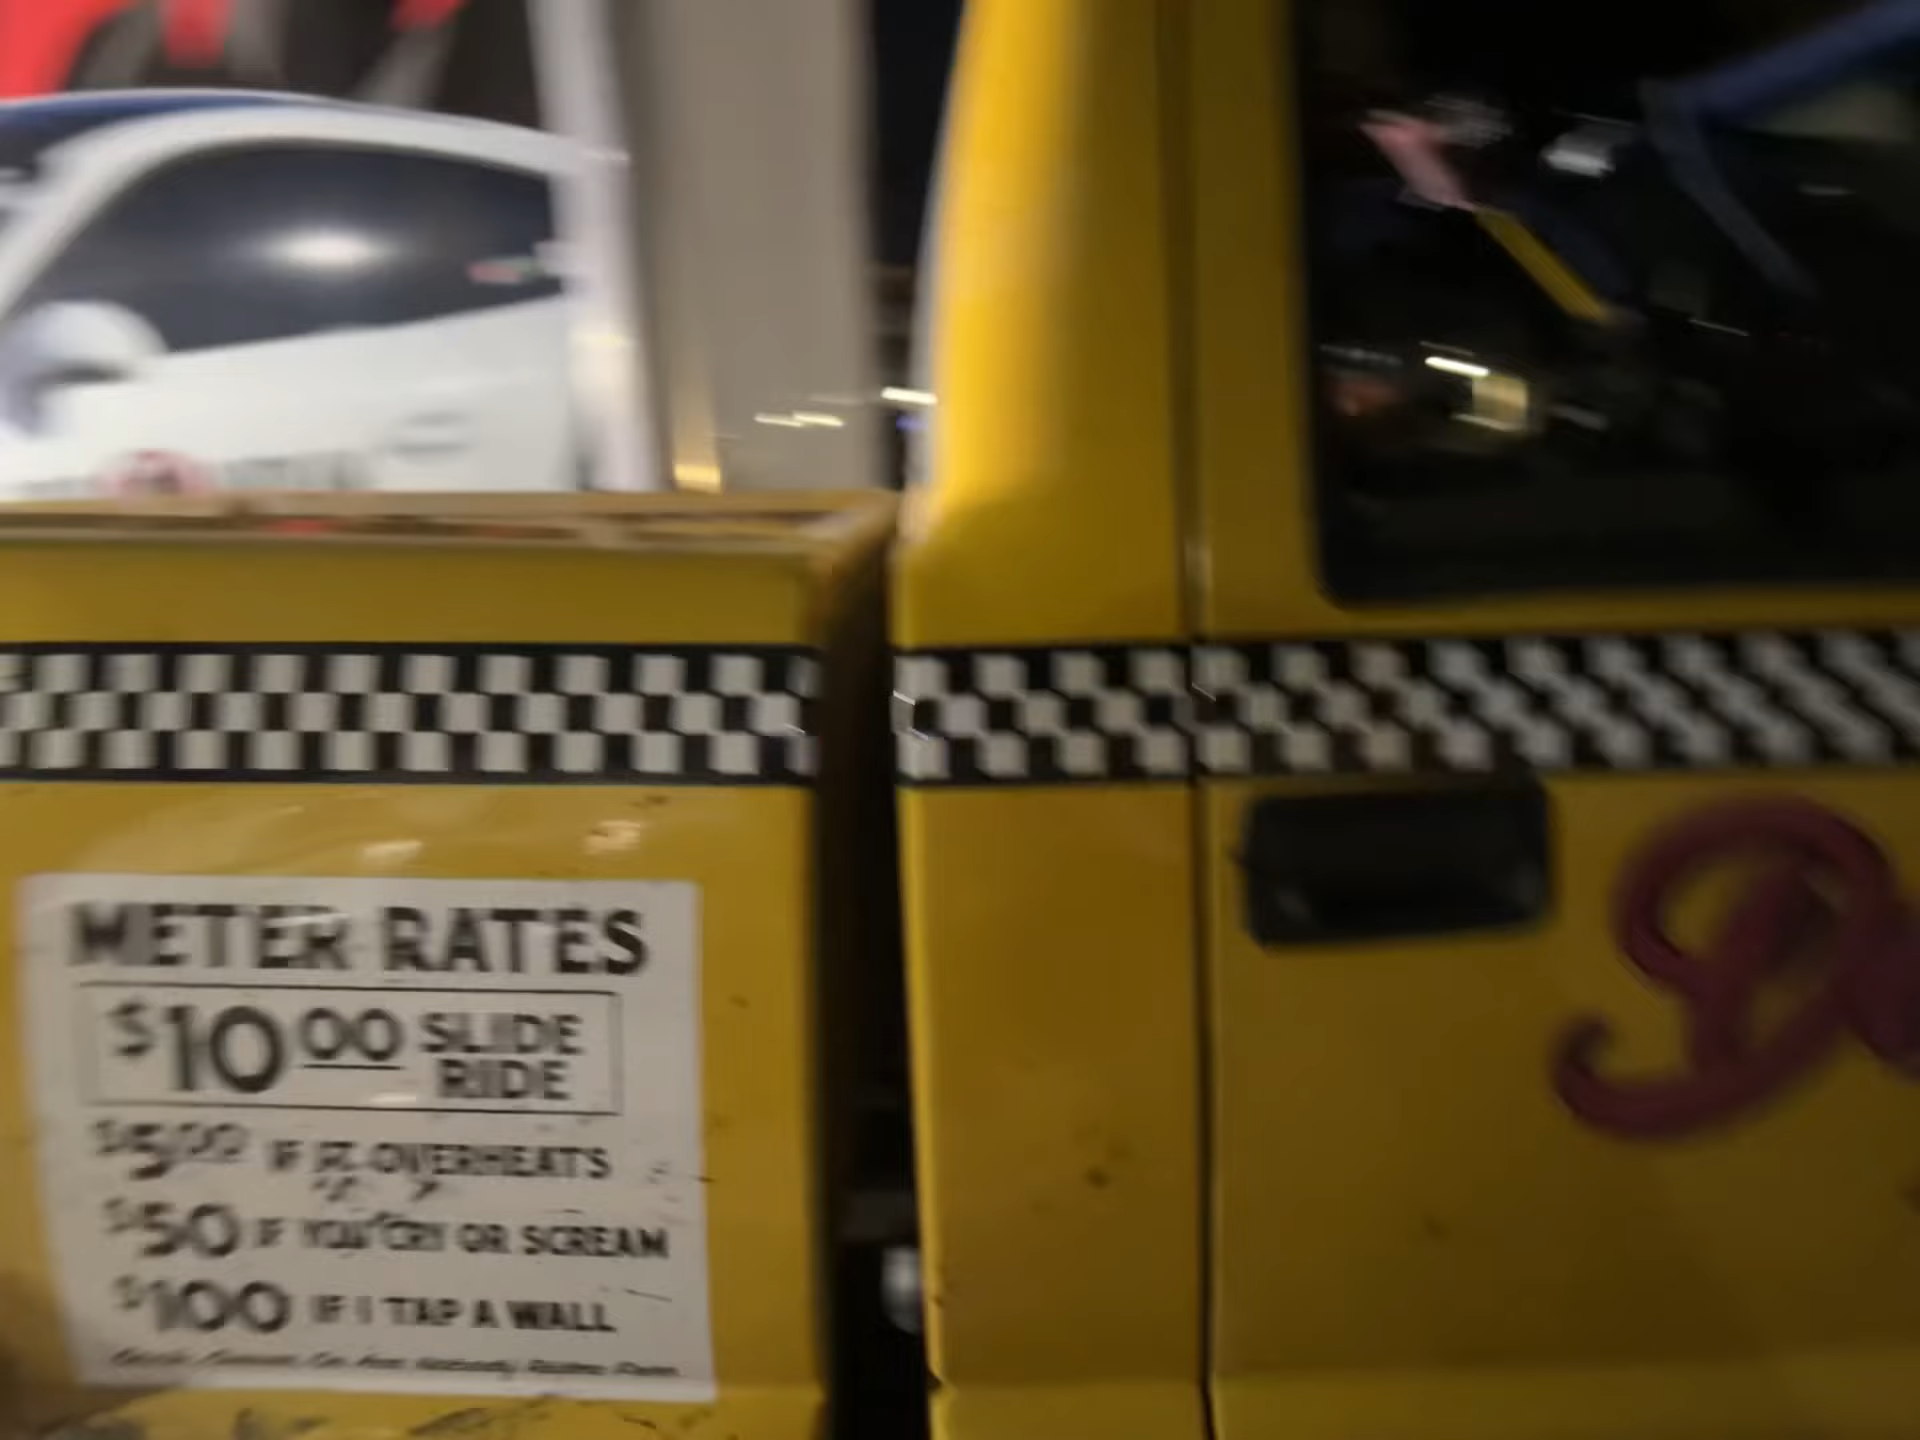 METER RATES
$10 00 SLIDE
RIDE
$5.00 IF IT OVERHEATS
$50 IF YOU CRY OR SCREAM
$100 IF I TAP A WALL